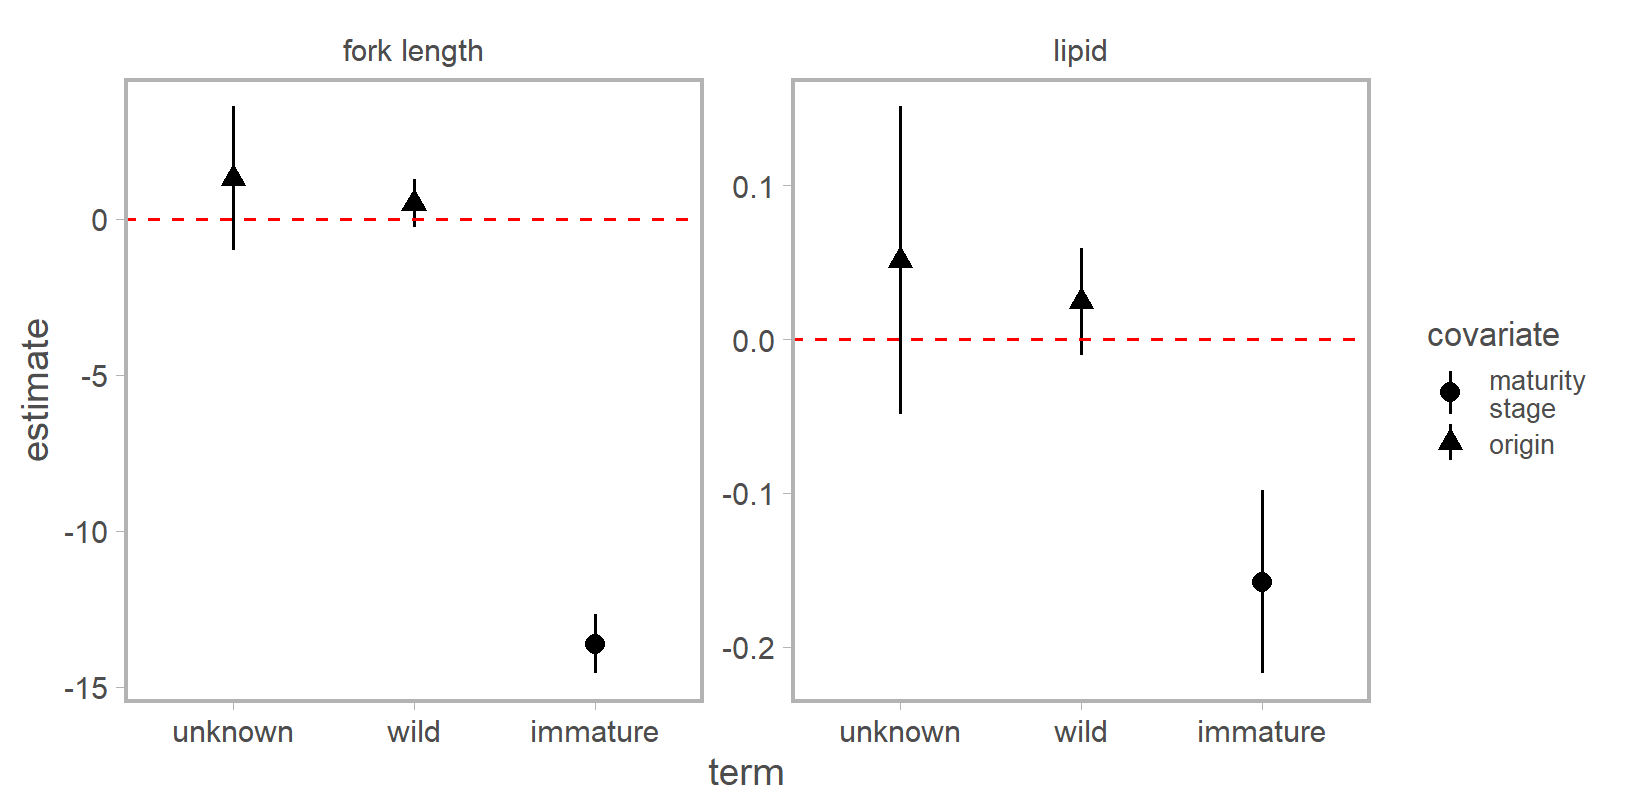 fork length
lipid
estimate
0
-5
-10
-15
0.1
0.0
-0.1
-0.2
unknown
wild
immature
unknown
wild
immature
term
covariate
maturity
stage
origin